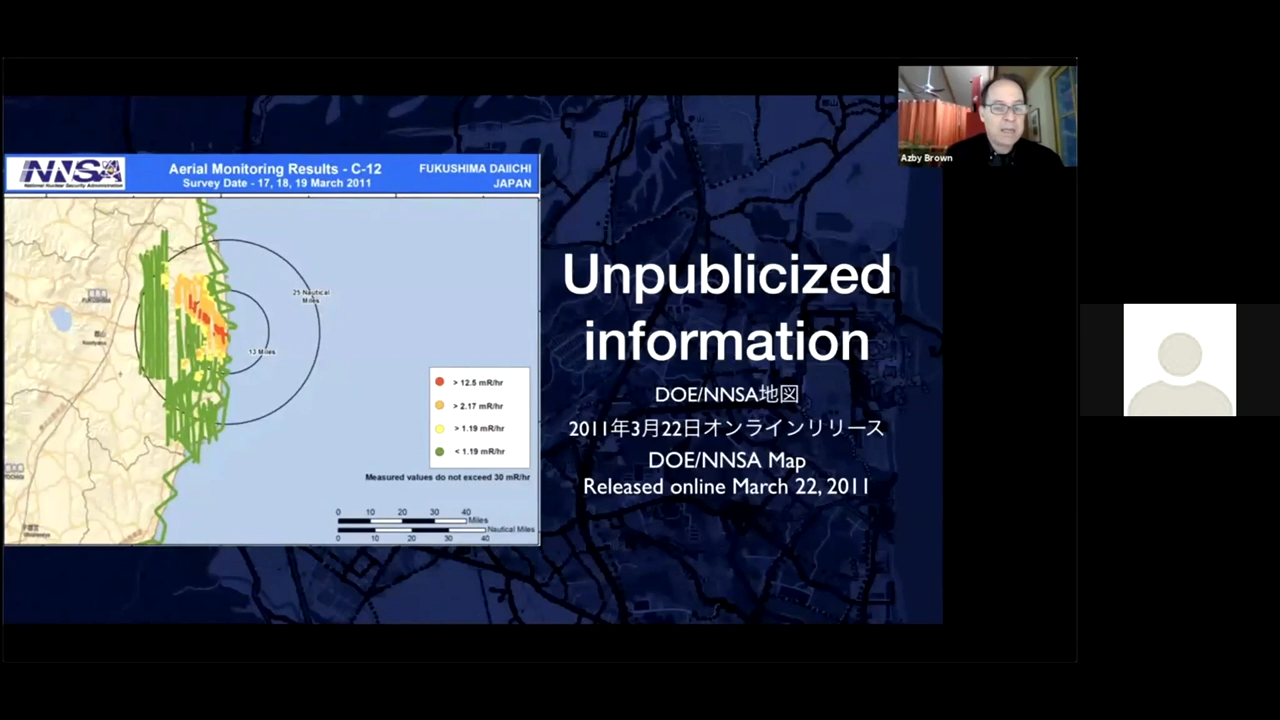 Azby Brown
NNSA
National Nuclear Security Administration
Aerial Monitoring Results - C-12
Survey Date - 17, 18, 19 March 2011
FUKUSHIMA DAIICHI
JAPAN
25 Nautical
Miles
13 Miles
> 12.5 mR/hr
> 2.17 mR/hr
> 1.19 mR/hr
< 1.19 mR/hr
Measured values do not exceed 30 mR/hr
0 10 20 30 40
Miles
Nautical Miles
0 10 20 30 40
Unpublicized
information
DOE/NNSA地図
2011年3月22日オンラインリリース
DOE/NNSA Map
Released online March 22, 2011